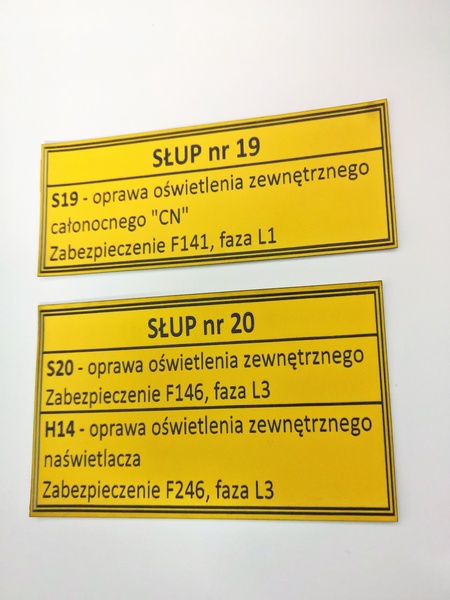 SŁUP nr 19
S19 - oprawa oświetlenia zewnętrznego
całonocnego "CN"
Zabezpieczenie F141, faza L1
SŁUP nr 20
S20 - oprawa oświetlenia zewnętrznego
Zabezpieczenie F146, faza L3
H14 - oprawa oświetlenia zewnętrznego
naświetlacza
Zabezpieczenie F246, faza L3